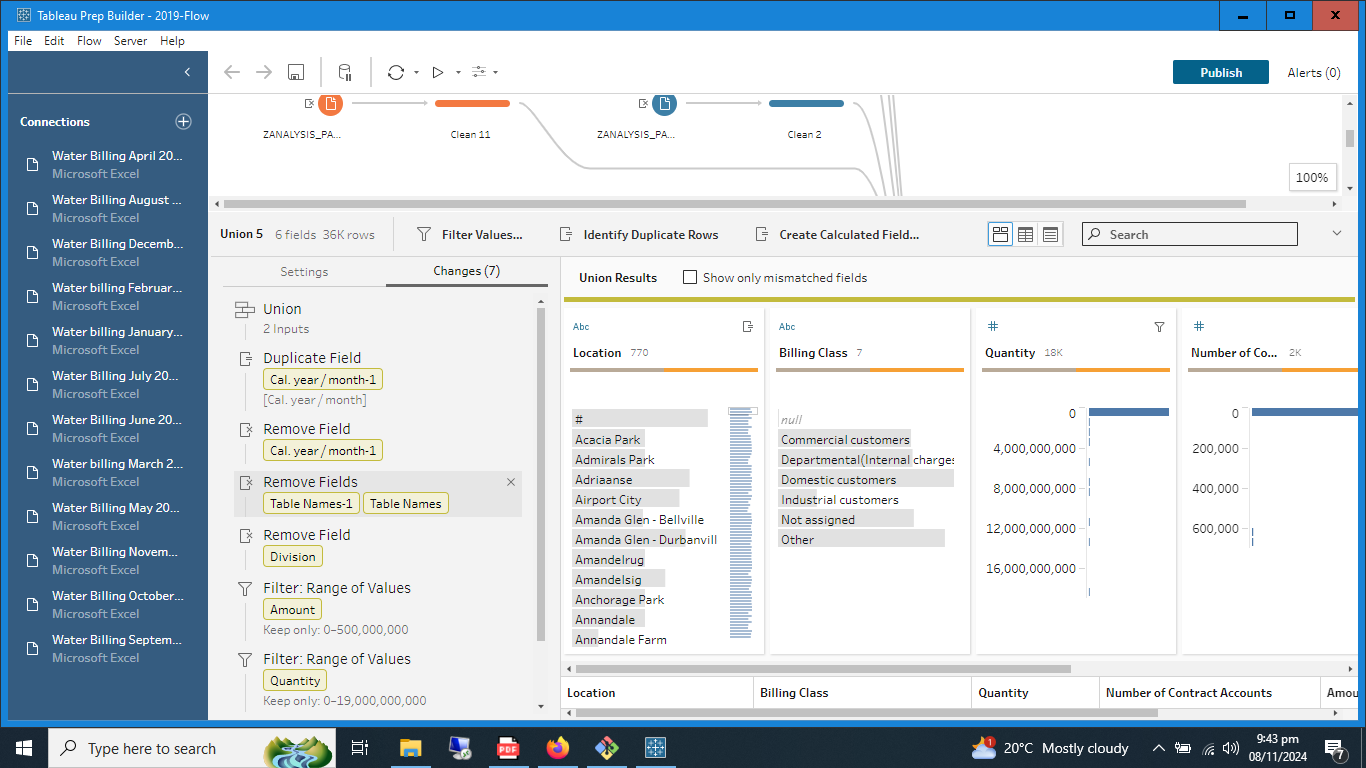 Tableau Prep Builder - 2019-Flow
File Edit Flow Server Help
Publish
Alerts (0)
Connections
Water Billing April 20...
Microsoft Excel
Water Billing August ...
Microsoft Excel
Water Billing Decemb...
Microsoft Excel
Water billing Februar...
Microsoft Excel
Water billing January...
Microsoft Excel
Water Billing July 20...
Microsoft Excel
Water Billing June 20...
Microsoft Excel
Water billing March 2...
Microsoft Excel
Water Billing May 20...
Microsoft Excel
Water Billing Novem...
Microsoft Excel
Water Billing October...
Microsoft Excel
Water Billing Septem...
Microsoft Excel
ZANALYSIS_PA...
Clean 11
ZANALYSIS_PA...
Clean 2
100%
Union 5 6 fields 36K rows
Filter Values...
Identify Duplicate Rows
Create Calculated Field...
Search
Settings
Changes (7)
Union
2 Inputs
Duplicate Field
Cal. year / month-1
[Cal. year / month]
Remove Field
Cal. year / month-1
Remove Fields
Table Names-1 Table Names
Remove Field
Division
Filter: Range of Values
Amount
Keep only: 0–500,000,000
Filter: Range of Values
Quantity
Keep only: 0–19,000,000,000
Union Results
Show only mismatched fields
Abc
Location 770
#
Acacia Park
Admirals Park
Adriaanse
Airport City
Amanda Glen - Bellville
Amanda Glen - Durbanvill
Amandelrug
Amandelsig
Anchorage Park
Annandale
Annandale Farm
Abc
Billing Class 7
null
Commercial customers
Departmental(Internal charges
Domestic customers
Industrial customers
Not assigned
Other
#
Quantity 18K
0
4,000,000,000
8,000,000,000
12,000,000,000
16,000,000,000
#
Number of Co... 2K
0
200,000
400,000
600,000
Location
Billing Class
Quantity
Number of Contract Accounts
Amou
Type here to search
PDF
1
20°C Mostly cloudy
9:43 pm
08/11/2024
7